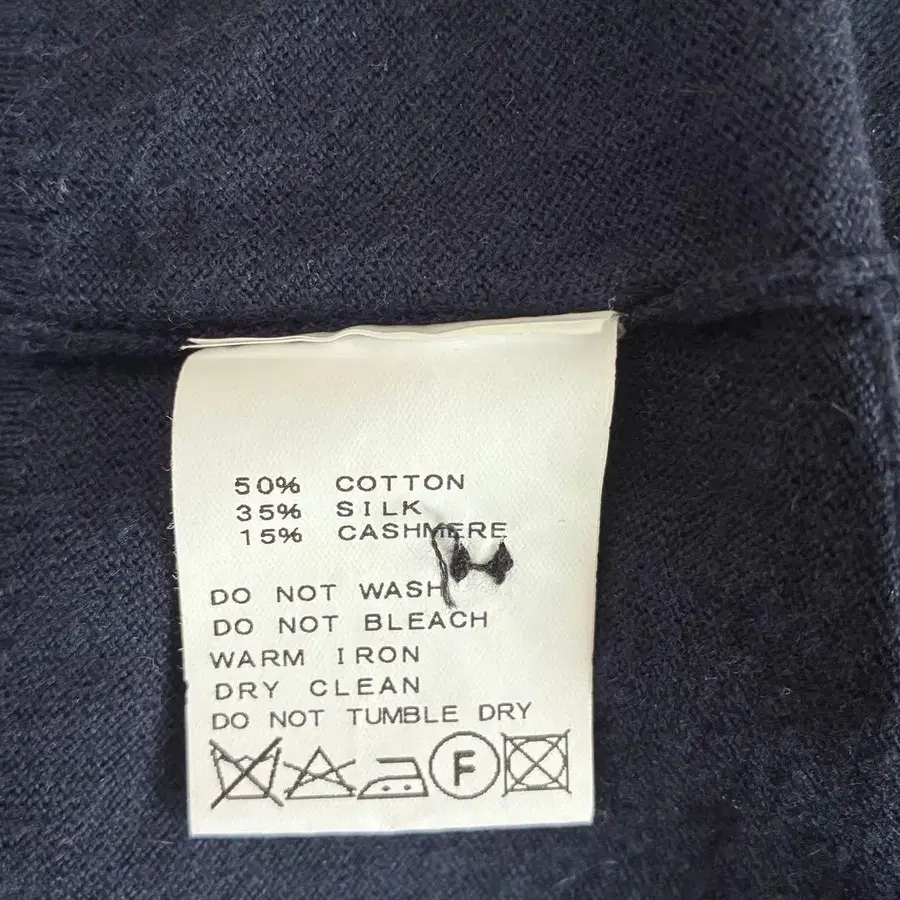 50% COTTON
35% SILK
15% CASHMERE
DO NOT WASH
DO NOT BLEACH
WARM IRON
DRY CLEAN
DO NOT TUMBLE DRY
F